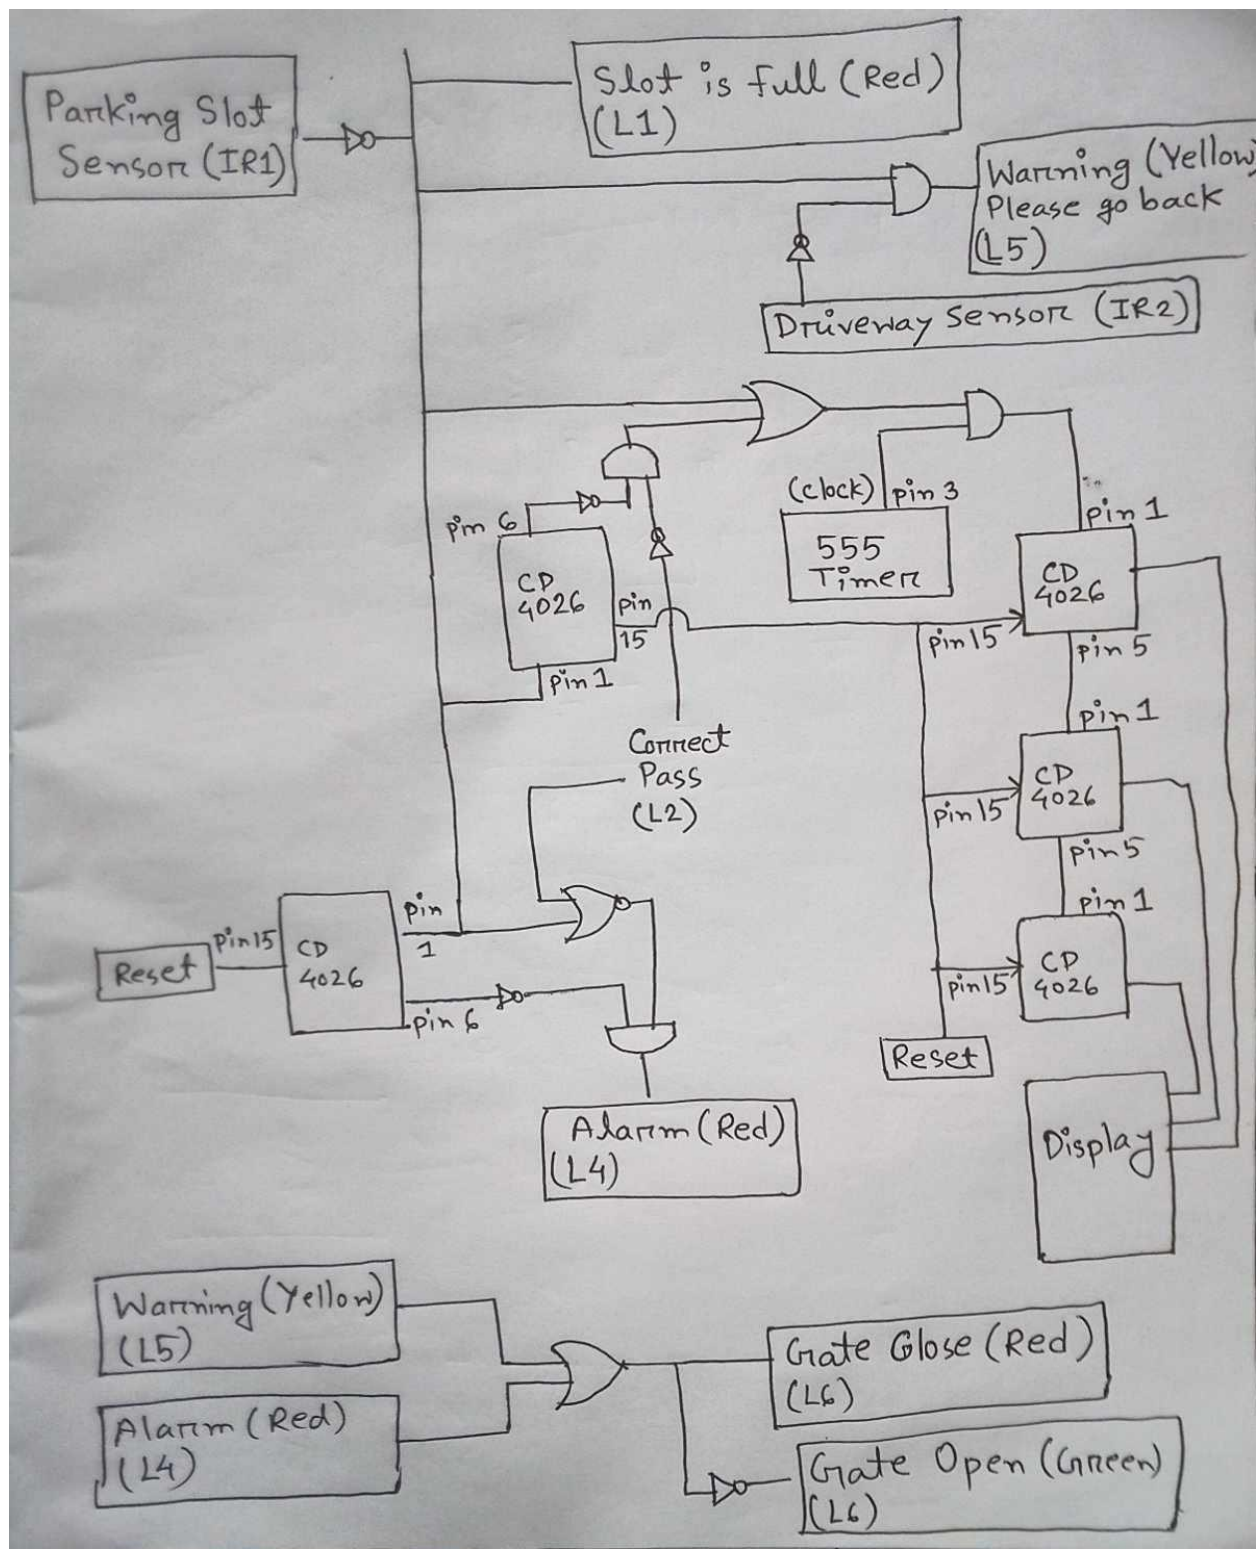 Parking Slot
Sensor (IR1)
Slot is full (Red)
(L1)
Warning (Yellow)
Please go back
(L5)
Driveway Sensor (IR2)
pin 6
CD
4026
pin
15
pin 1
(clock)
pin 3
555
Timer
pin 1
CD
4026
pin 15
pin 5
pin 1
CD
4026
pin 15
pin 5
pin 1
CD
4026
pin 15
Reset
Display
Correct
Pass
(L2)
Reset
pin 15
CD
4026
pin
1
pin 6
Alarm (Red)
(L4)
Warning (Yellow)
(L5)
Alarm (Red)
(L4)
Gate Glose (Red)
(L6)
Gate Open (Green)
(L6)